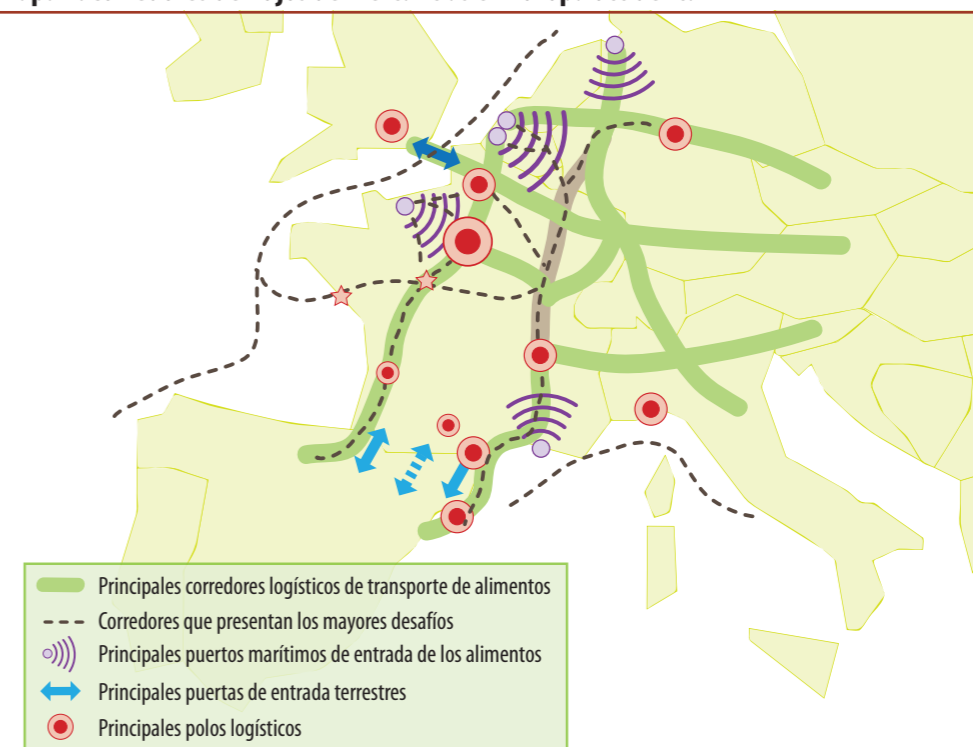 Principales corredores logísticos de transporte de alimentos
Corredores que presentan los mayores desafíos
Principales puertos marítimos de entrada de los alimentos
Principales puertas de entrada terrestres
Principales polos logísticos